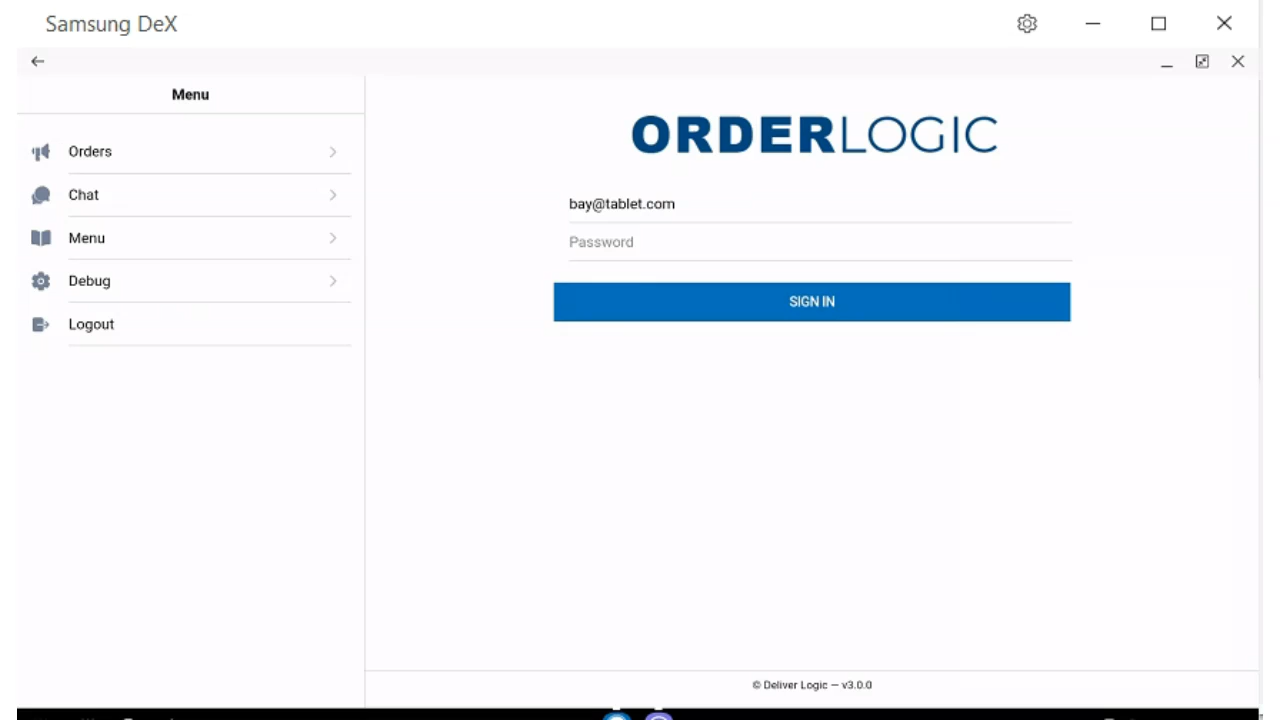 Samsung DeX
Menu
Orders
Chat
Menu
Debug
Logout
ORDERLOGIC
bay@tablet.com
Password
SIGN IN
© Deliver Logic – v3.0.0